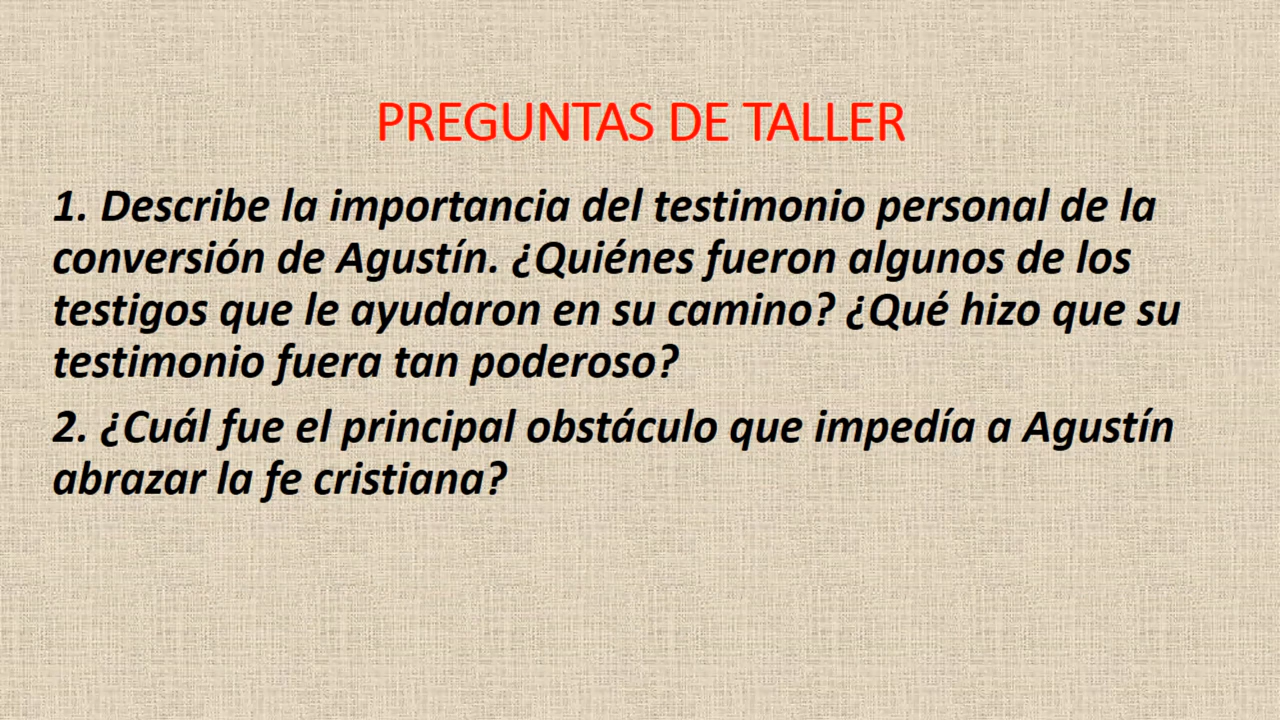 PREGUNTAS DE TALLER
1. Describe la importancia del testimonio personal de la
conversión de Agustín. ¿Quiénes fueron algunos de los
testigos que le ayudaron en su camino? ¿Qué hizo que su
testimonio fuera tan poderoso?
2. ¿Cuál fue el principal obstáculo que impedía a Agustín
abrazar la fe cristiana?